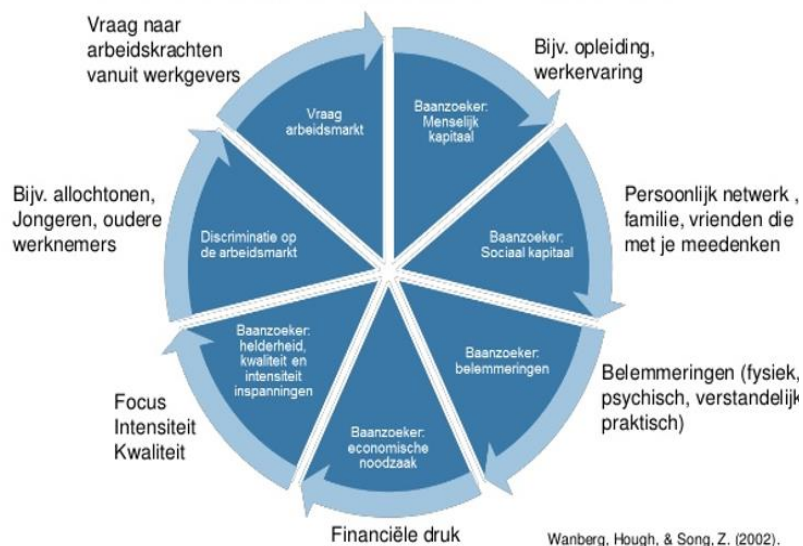 Vraag naar
arbeidskrachten
vanuit werkgevers
Bijv. opleiding,
werkervaring
Vraag
arbeidsmarkt
Baanzoeker:
Menselijk
kapitaal
Bijv. allochtonen,
Jongeren, oudere
werknemers
Discriminatie op
de arbeidsmarkt
Baanzoeker:
Sociaal kapitaal
Persoonlijk netwerk ,
familie, vrienden die
met je meedenken
Baanzoeker:
helderheid,
kwaliteit en
intensiteit
inspanningen
Baanzoeker:
belemmeringen
Belemmeringen (fysiek,
psychisch, verstandelijk
praktisch)
Focus
Intensiteit
Kwaliteit
Baanzoeker:
economische
noodzaak
Financiële druk
Wanberg, Hough, & Song, Z. (2002).